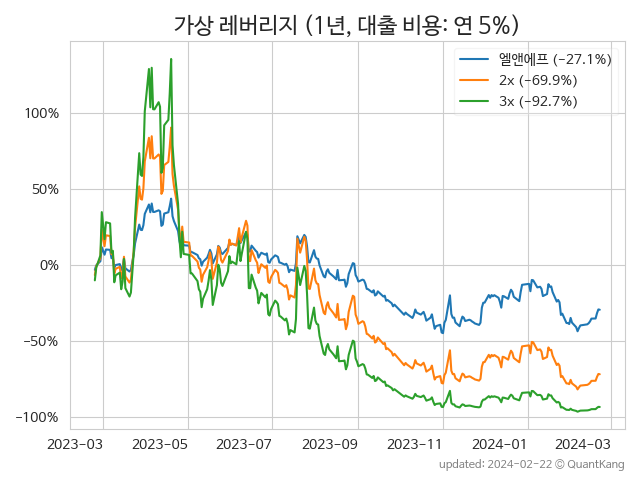 가상 레버리지 (1년, 대출 비용: 연 5%)
엘앤에프 (−27.1%)
2x (−69.9%)
3x (−92.7%)
100%
50%
0%
−50%
−100%
2023-03 2023-05 2023-07 2023-09 2023-11 2024-01 2024-03
updated: 2024-02-22 © QuantKang